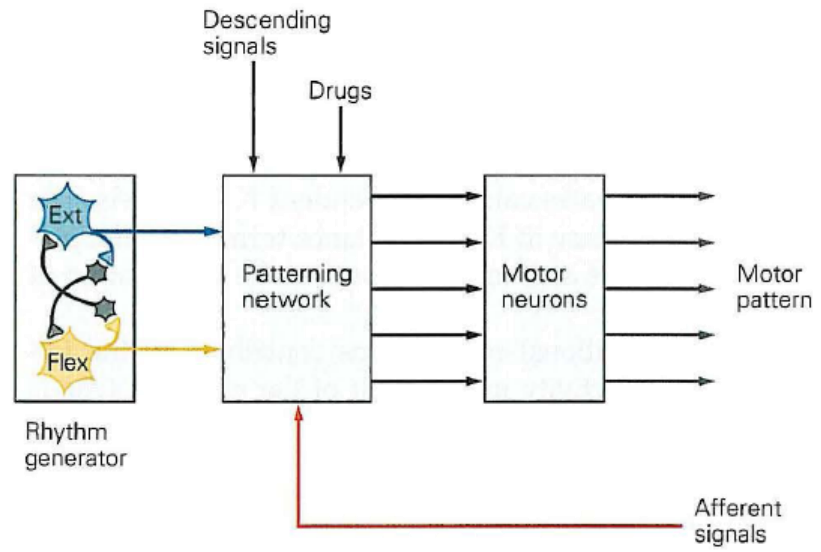 Descending
signals
Drugs
Ext
Flex
Patterning
network
Motor
neurons
Motor
pattern
Rhythm
generator
Afferent
signals